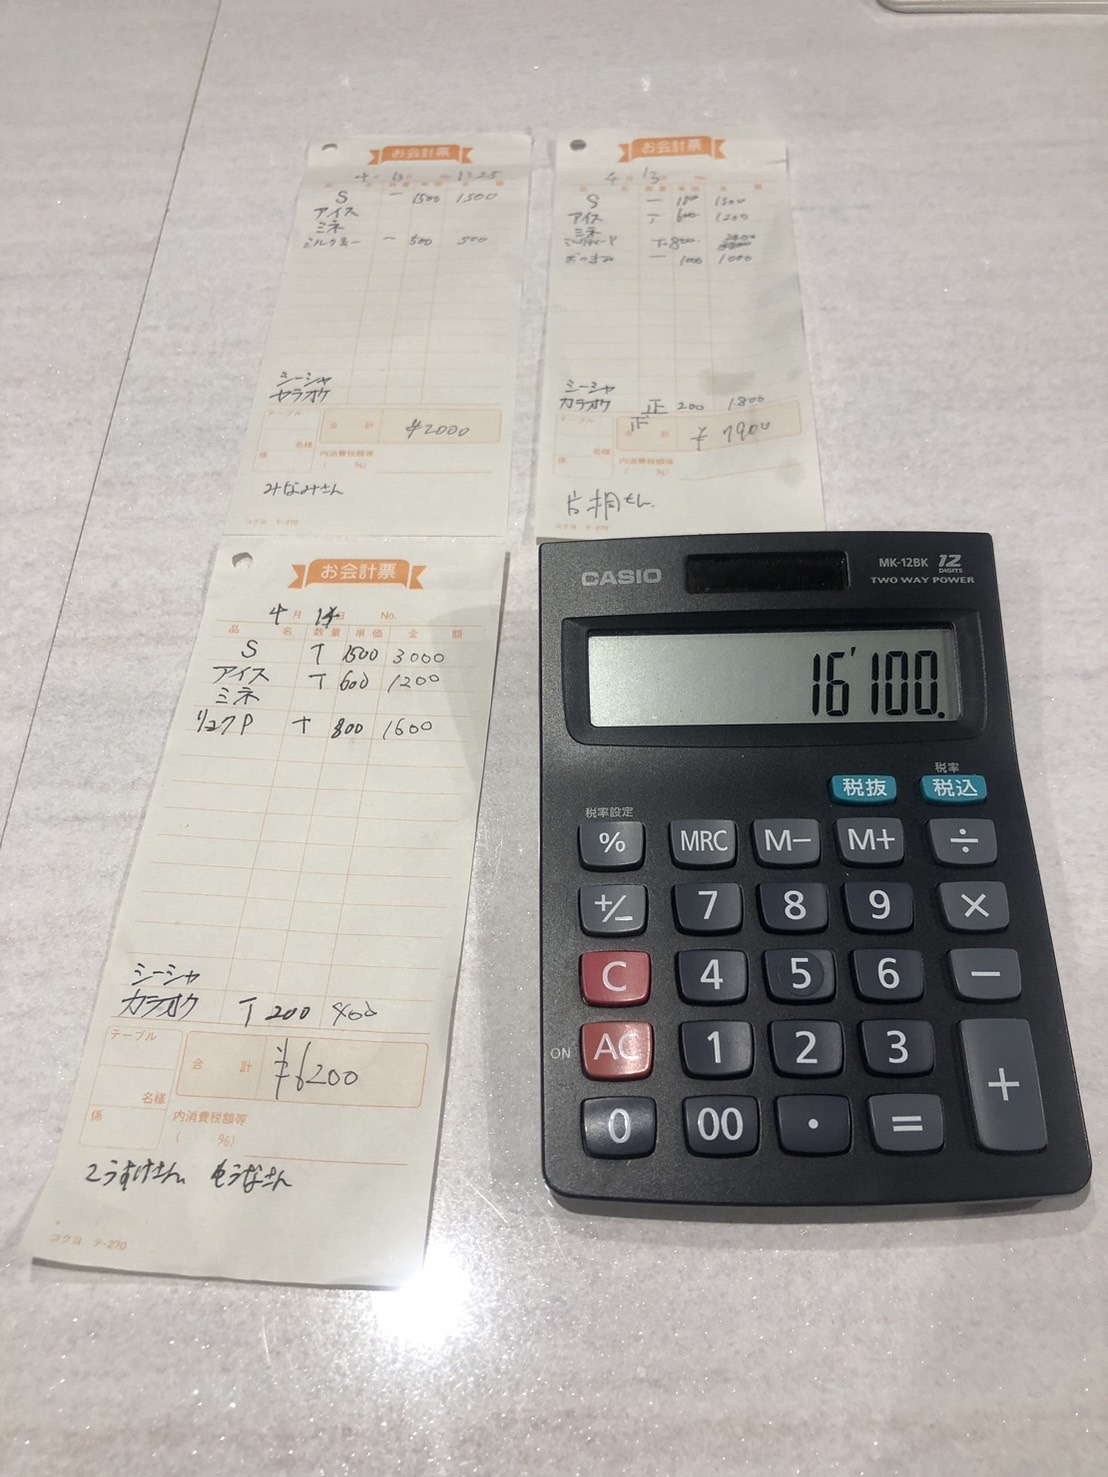 お会計票
S 一 1500 1500
アイス
ミネ
ミルクティー 一 500 500
シーシャ
カラオケ
テーブル
合 計 ¥2000
名様
係 内消費税額等
( %)
みなみさん
コクヨ テ-270
お会計票
4 13
S 一 1500 1500
アイス T 600 1200
ミネ
T 800
一 1000 1000
シーシャ
カラオケ 正 200 1800
正
テーブル
合 計 ¥7900
名様
係 内消費税額等
( %)
片桐さん
コクヨ テ-270
お会計票
4月 14日 No.
品 名 数量 単価 金 額
S T 1500 3000
アイス T 600 1200
ミネ
リユクP T 800 1600
シーシャ
カラオケ T 200 400
テーブル
合 計 ¥6200
名様
係 内消費税額等
( %)
こうすけさん もうなさん
コクヨ テ-270
CASIO
MK-12BK 12 DIGITS
TWO WAY POWER
16'100.
税率
税抜 税込
税率設定
% MRC M− M+ ÷
+/− 7 8 9 ×
C 4 5 6 −
ON AC 1 2 3 +
0 00 · =